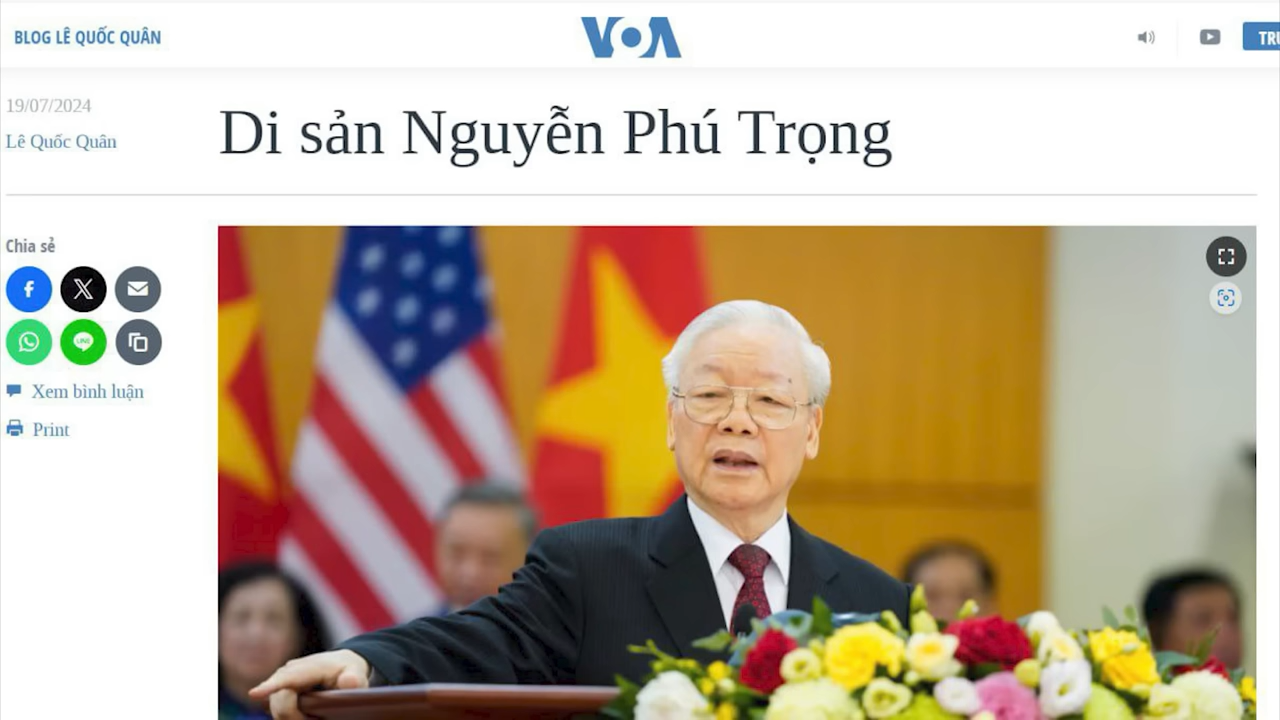 BLOG LÊ QUỐC QUÂN
VOA
19/07/2024
Lê Quốc Quân
Di sản Nguyễn Phú Trọng
Chia sẻ
LINE
Xem bình luận
Print